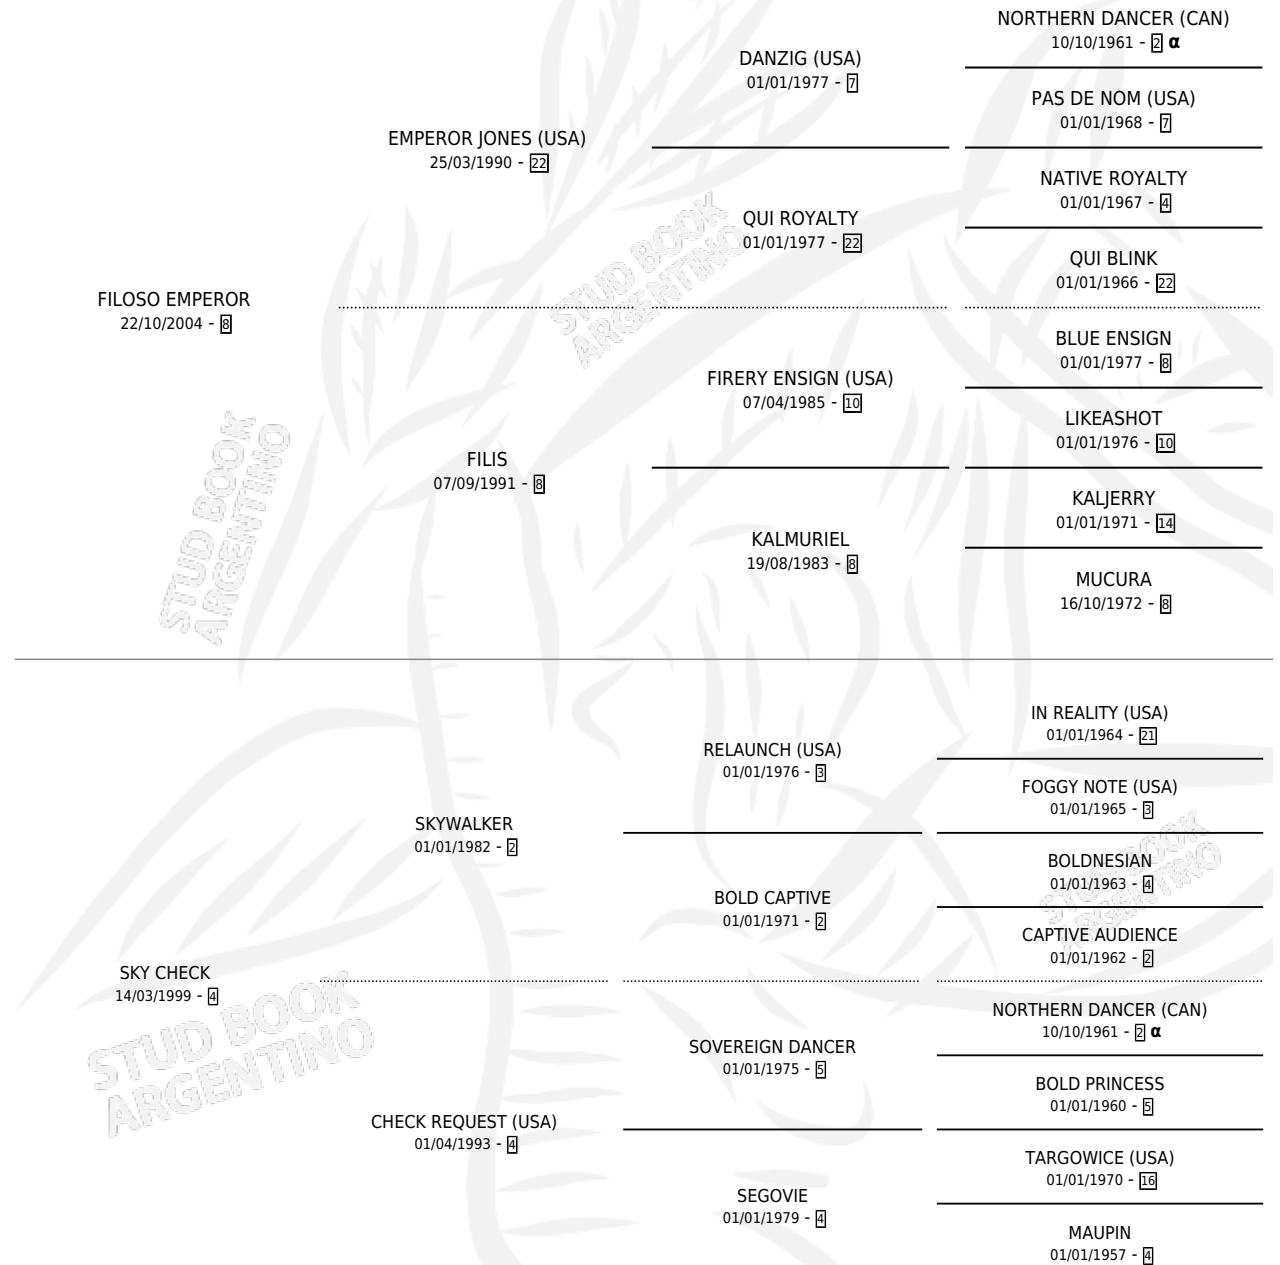 NORTHERN DANCER (CAN)
10/10/1961 - 2 α
DANZIG (USA)
01/01/1977 - 7
PAS DE NOM (USA)
01/01/1968 - 7
EMPEROR JONES (USA)
25/03/1990 - 22
NATIVE ROYALTY
01/01/1967 - 4
QUI ROYALTY
01/01/1977 - 22
QUI BLINK
01/01/1966 - 22
FILOSO EMPEROR
22/10/2004 - 8
BLUE ENSIGN
01/01/1977 - 8
FIRERY ENSIGN (USA)
07/04/1985 - 10
LIKEASHOT
01/01/1976 - 10
FILIS
07/09/1991 - 8
KALJERRY
01/01/1971 - 14
KALMURIEL
19/08/1983 - 8
MUCURA
16/10/1972 - 8
STUD BOOK
ARGENTINO
STUD BOOK
ARGENTINO
IN REALITY (USA)
01/01/1964 - 21
RELAUNCH (USA)
01/01/1976 - 3
FOGGY NOTE (USA)
01/01/1965 - 3
SKYWALKER
01/01/1982 - 2
BOLDNESIAN
01/01/1963 - 4
BOLD CAPTIVE
01/01/1971 - 2
CAPTIVE AUDIENCE
01/01/1962 - 2
SKY CHECK
14/03/1999 - 4
NORTHERN DANCER (CAN)
10/10/1961 - 2 α
SOVEREIGN DANCER
01/01/1975 - 5
BOLD PRINCESS
01/01/1960 - 5
CHECK REQUEST (USA)
01/04/1993 - 4
TARGOWICE (USA)
01/01/1970 - 16
SEGOVIE
01/01/1979 - 4
MAUPIN
01/01/1957 - 4
STUD BOOK
ARGENTINO
STUD BOOK
ARGENTINO